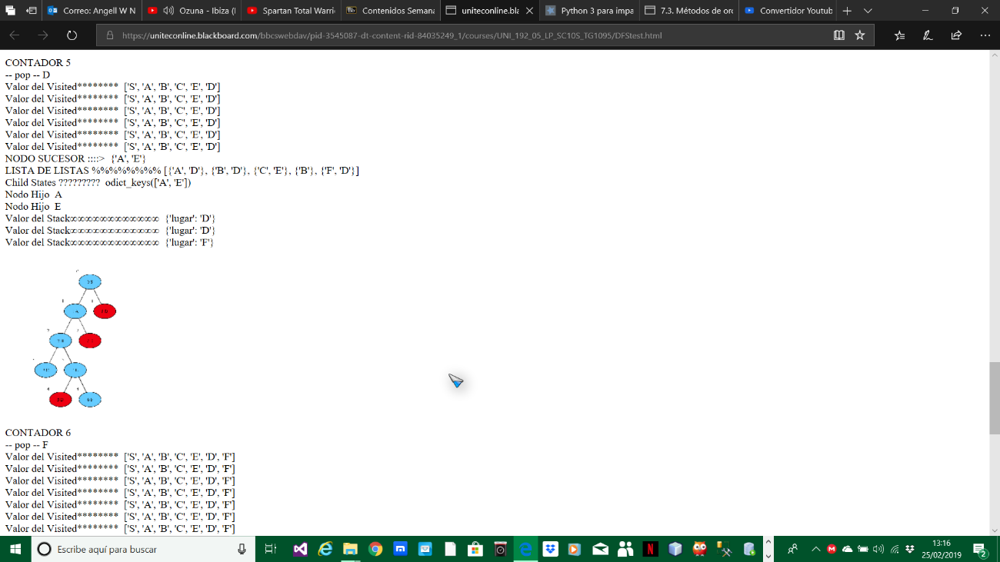 Correo: Angell W N
Ozuna - Ibiza (
Spartan Total Warri
Contenidos Semana
uniteconline.bla
Python 3 para impa
7.3. Métodos de or
Convertidor Youtub
https://uniteconline.blackboard.com/bbcswebdav/pid-3545087-dt-content-rid-84035249_1/courses/UNI_192_05_LP_SC10S_TG1095/DFStest.html
CONTADOR 5
-- pop -- D
Valor del Visited******** ['S', 'A', 'B', 'C', 'E', 'D']
Valor del Visited******** ['S', 'A', 'B', 'C', 'E', 'D']
Valor del Visited******** ['S', 'A', 'B', 'C', 'E', 'D']
Valor del Visited******** ['S', 'A', 'B', 'C', 'E', 'D']
Valor del Visited******** ['S', 'A', 'B', 'C', 'E', 'D']
Valor del Visited******** ['S', 'A', 'B', 'C', 'E', 'D']
NODO SUCESOR ::::> {'A', 'E'}
LISTA DE LISTAS %%%%%%%% [{'A', 'D'}, {'B', 'D'}, {'C', 'E'}, {'B'}, {'F', 'D'}]
Child States ????????? odict_keys(['A', 'E'])
Nodo Hijo A
Nodo Hijo E
Valor del Stack∞∞∞∞∞∞∞∞∞∞∞∞ {'lugar': 'D'}
Valor del Stack∞∞∞∞∞∞∞∞∞∞∞∞ {'lugar': 'D'}
Valor del Stack∞∞∞∞∞∞∞∞∞∞∞∞ {'lugar': 'F'}
CONTADOR 6
-- pop -- F
Valor del Visited******** ['S', 'A', 'B', 'C', 'E', 'D', 'F']
Valor del Visited******** ['S', 'A', 'B', 'C', 'E', 'D', 'F']
Valor del Visited******** ['S', 'A', 'B', 'C', 'E', 'D', 'F']
Valor del Visited******** ['S', 'A', 'B', 'C', 'E', 'D', 'F']
Valor del Visited******** ['S', 'A', 'B', 'C', 'E', 'D', 'F']
Valor del Visited******** ['S', 'A', 'B', 'C', 'E', 'D', 'F']
Valor del Visited******** ['S', 'A', 'B', 'C', 'E', 'D', 'F']
Escribe aquí para buscar
13:16
25/02/2019
2